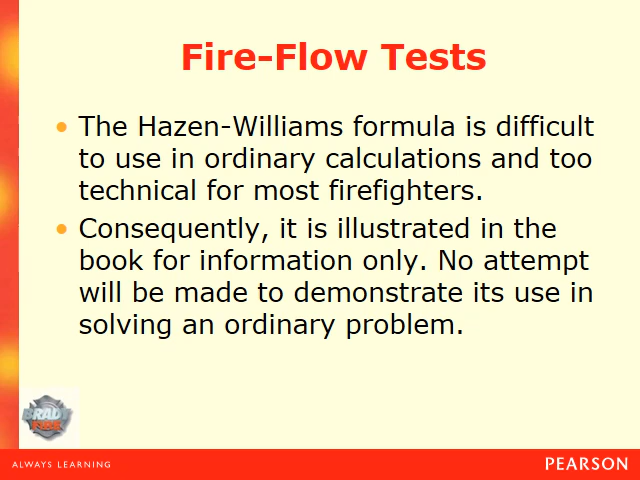 Fire-Flow Tests
• The Hazen-Williams formula is difficult
to use in ordinary calculations and too
technical for most firefighters.
• Consequently, it is illustrated in the
book for information only. No attempt
will be made to demonstrate its use in
solving an ordinary problem.
BRADY
FIRE
ALWAYS LEARNING
PEARSON